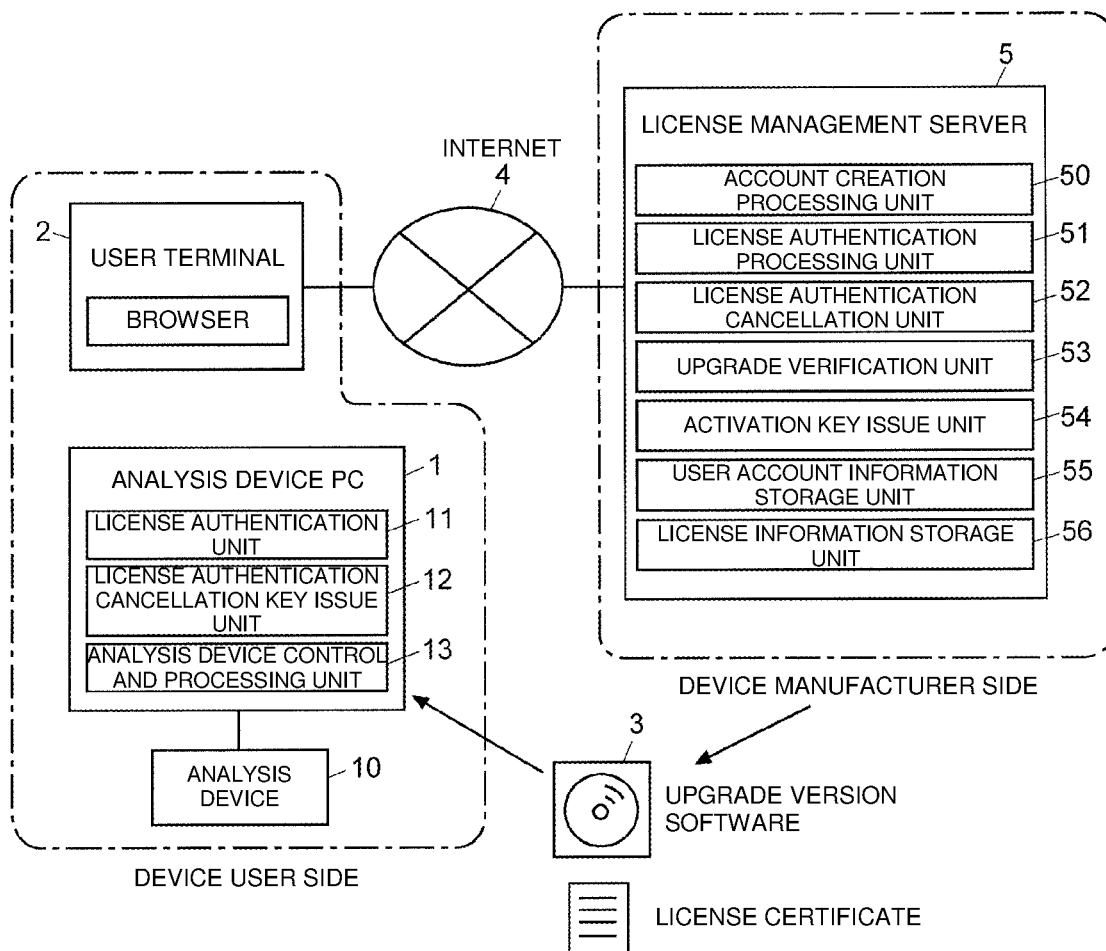 5
LICENSE MANAGEMENT SERVER
ACCOUNT CREATION
PROCESSING UNIT
50
LICENSE AUTHENTICATION
PROCESSING UNIT
51
LICENSE AUTHENTICATION
CANCELLATION UNIT
52
UPGRADE VERIFICATION UNIT
53
ACTIVATION KEY ISSUE UNIT
54
USER ACCOUNT INFORMATION
STORAGE UNIT
55
LICENSE INFORMATION STORAGE
UNIT
56
DEVICE MANUFACTURER SIDE
INTERNET
4
2
USER TERMINAL
BROWSER
1
ANALYSIS DEVICE PC
LICENSE AUTHENTICATION
UNIT
11
LICENSE AUTHENTICATION
CANCELLATION KEY ISSUE
UNIT
12
ANALYSIS DEVICE CONTROL
AND PROCESSING UNIT
13
ANALYSIS
DEVICE
10
DEVICE USER SIDE
3
UPGRADE VERSION
SOFTWARE
LICENSE CERTIFICATE